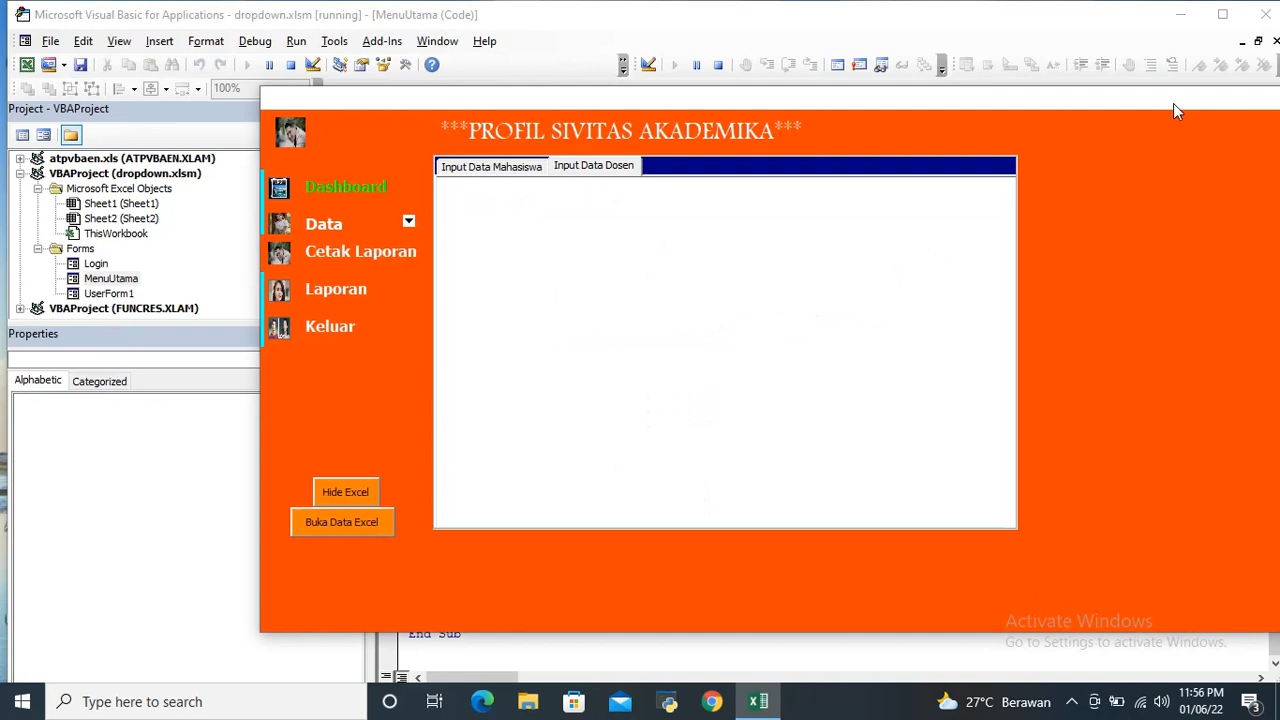 Microsoft Visual Basic for Applications - dropdown.xlsm [running] - [MenuUtama (Code)]
File Edit View Insert Format Debug Run Tools Add-Ins Window Help
100%
Project - VBAProject
atpvbaen.xls (ATPVBAEN.XLAM)
VBAProject (dropdown.xlsm)
Microsoft Excel Objects
Sheet1 (Sheet1)
Sheet2 (Sheet2)
ThisWorkbook
Forms
Login
MenuUtama
UserForm1
VBAProject (FUNCRES.XLAM)
Properties
Alphabetic Categorized
***PROFIL SIVITAS AKADEMIKA***
Input Data Mahasiswa Input Data Dosen
Dashboard
Data
Cetak Laporan
Laporan
Keluar
Hide Excel
Buka Data Excel
End Sub
Activate Windows
Go to Settings to activate Windows.
Type here to search
27°C Berawan
11:56 PM
01/06/22
3